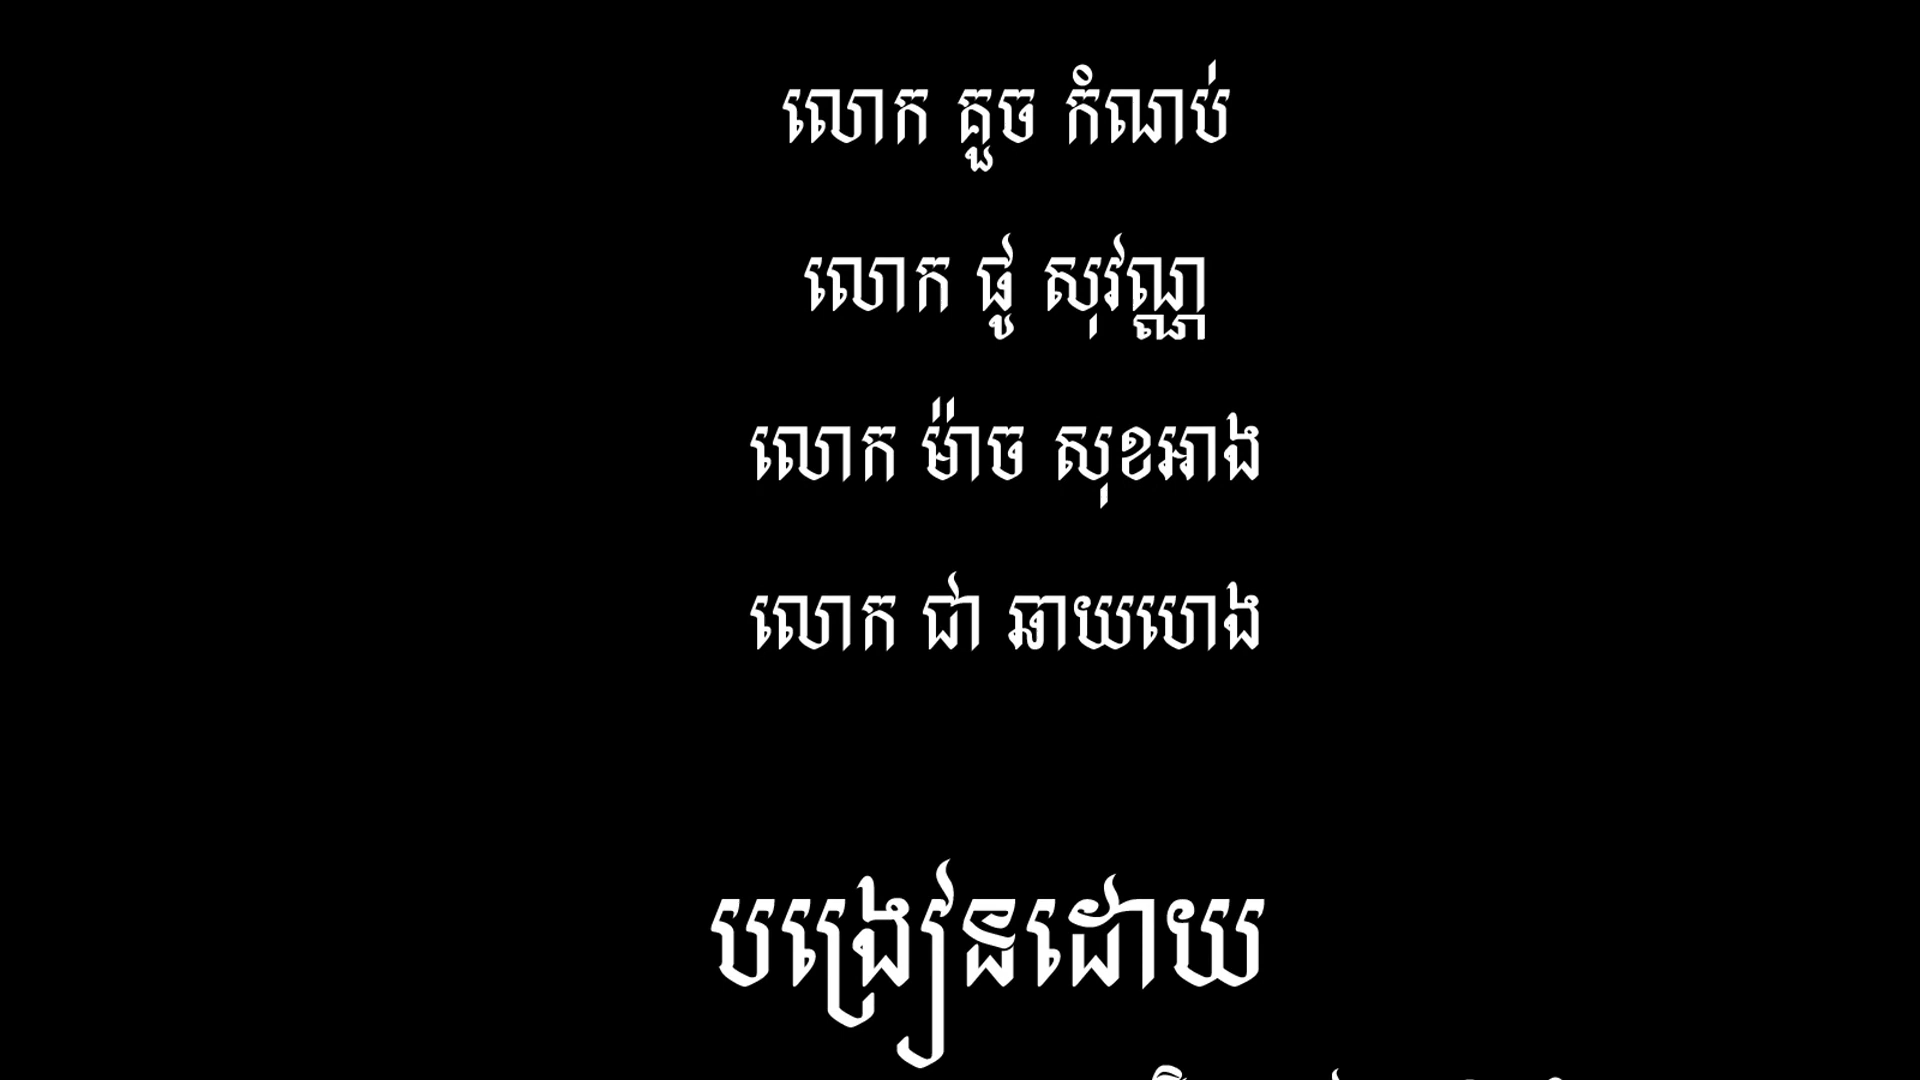 លោក គួច កំណប់
លោក ផូ សុវណ្ណ
លោក ម៉ាច សុខអាង
លោក ជា ឆាយហេង
បង្រៀនដោយ